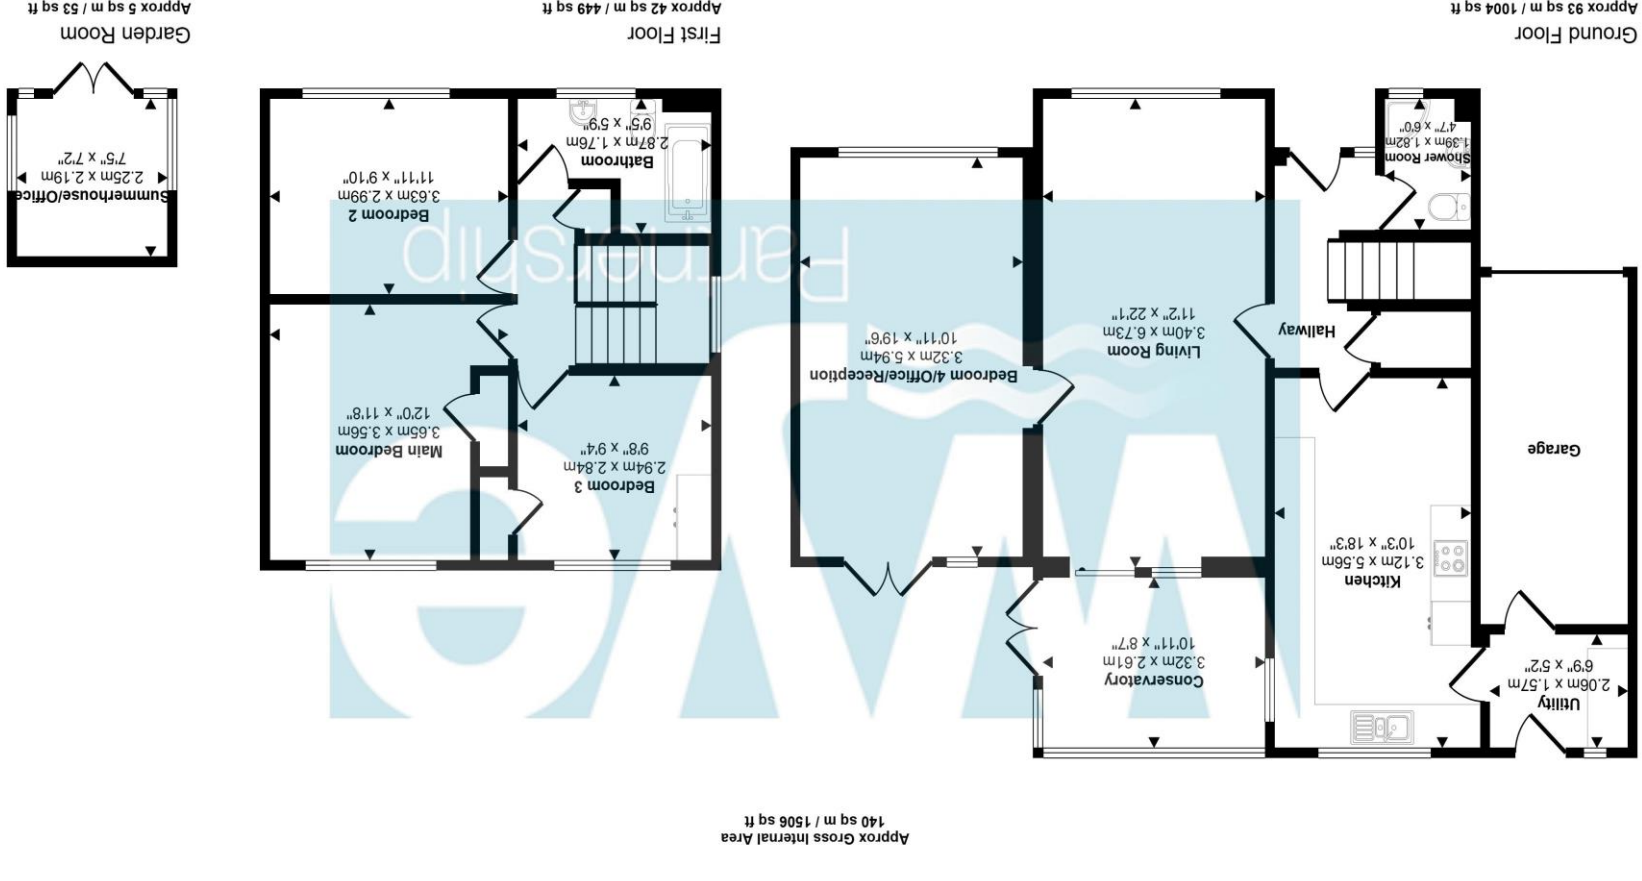 Approx Gross Internal Area
140 sq m / 1506 sq ft
Utility
2.06m x 1.57m
6'9" x 5'2"
Kitchen
3.12m x 5.56m
10'3" x 18'3"
Garage
Hallway
Shower Room
1.39m x 1.82m
4'7" x 6'0"
Conservatory
3.32m x 2.61m
10'11" x 8'7"
Living Room
3.40m x 6.73m
11'2" x 22'1"
Bedroom 4/Office/Reception
3.32m x 5.94m
10'11" x 19'6"
Ground Floor
Approx 93 sq m / 1004 sq ft
Bedroom 3
2.94m x 2.84m
9'8" x 9'4"
Main Bedroom
3.65m x 3.56m
12'0" x 11'8"
Bathroom
2.87m x 1.76m
9'5" x 5'9"
Bedroom 2
3.63m x 2.99m
11'11" x 9'10"
First Floor
Approx 42 sq m / 449 sq ft
Summerhouse/Office
2.25m x 2.19m
7'5" x 7'2"
Garden Room
Approx 5 sq m / 53 sq ft
Partnership